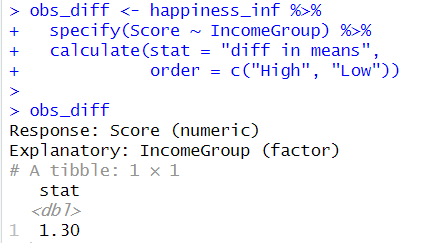 > obs_diff <- happiness_inf %>%
+   specify(Score ~ IncomeGroup) %>%
+   calculate(stat = "diff in means",
+             order = c("High", "Low"))
>
> obs_diff
Response: Score (numeric)
Explanatory: IncomeGroup (factor)
# A tibble: 1 × 1
   stat
  <dbl>
1  1.30